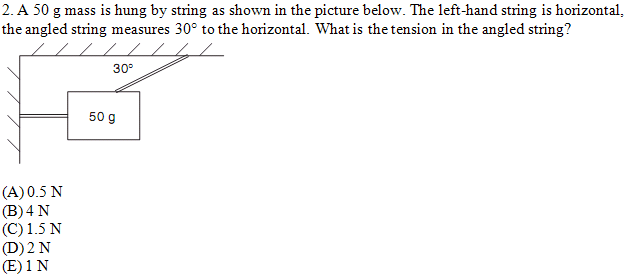 2. A 50 g mass is hung by string as shown in the picture below. The left-hand string is horizontal,
the angled string measures 30° to the horizontal. What is the tension in the angled string?
30°
50 g
(A) 0.5 N
(B) 4 N
(C) 1.5 N
(D) 2 N
(E) 1 N